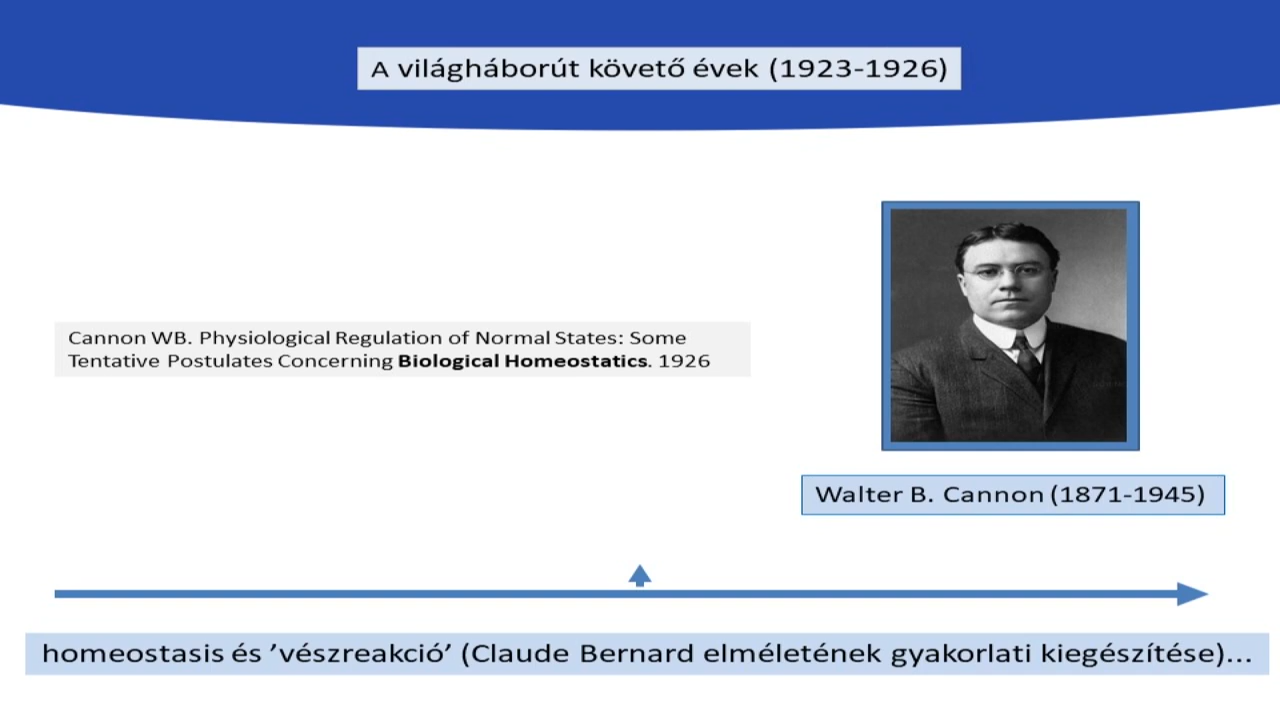 A világháborút követő évek (1923-1926)
Cannon WB. Physiological Regulation of Normal States: Some
Tentative Postulates Concerning Biological Homeostatics. 1926
Walter B. Cannon (1871-1945)
homeostasis és ’vészreakció’ (Claude Bernard elméletének gyakorlati kiegészítése)...